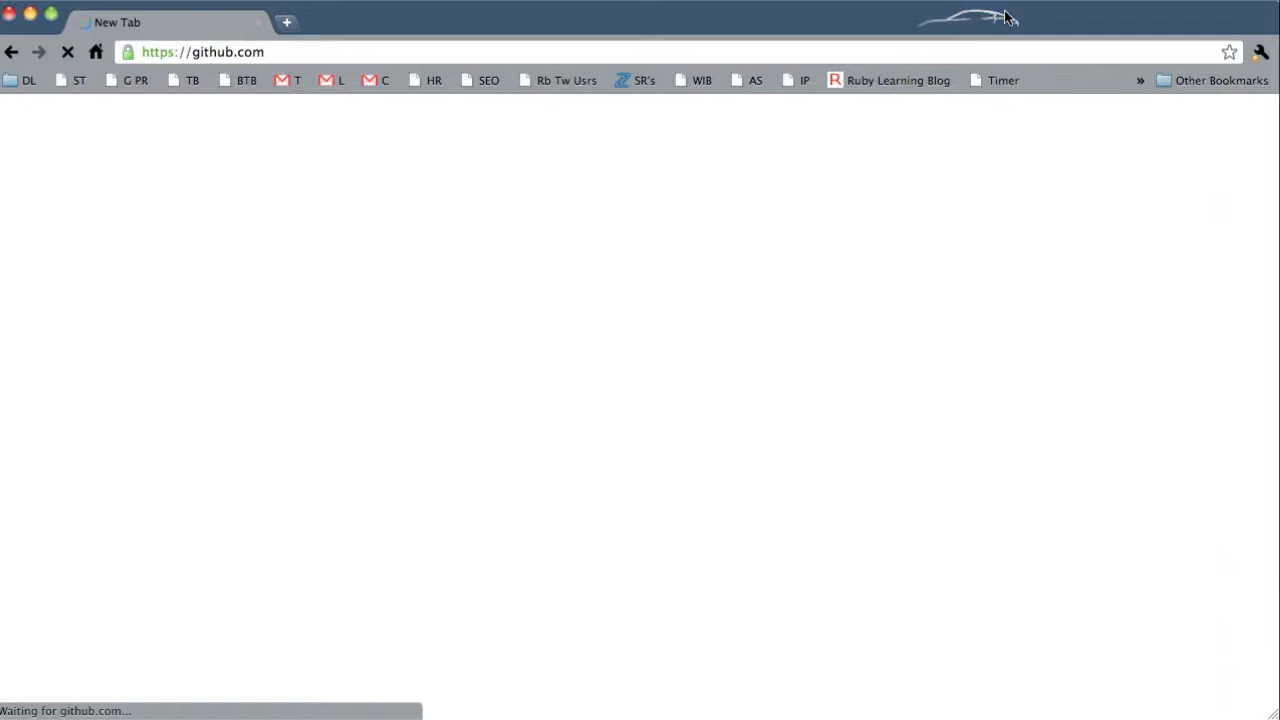 New Tab
https://github.com
DL ST G PR TB BTB T L C HR SEO Rb Tw Usrs SR's WIB AS IP Ruby Learning Blog Timer » Other Bookmarks
Waiting for github.com...